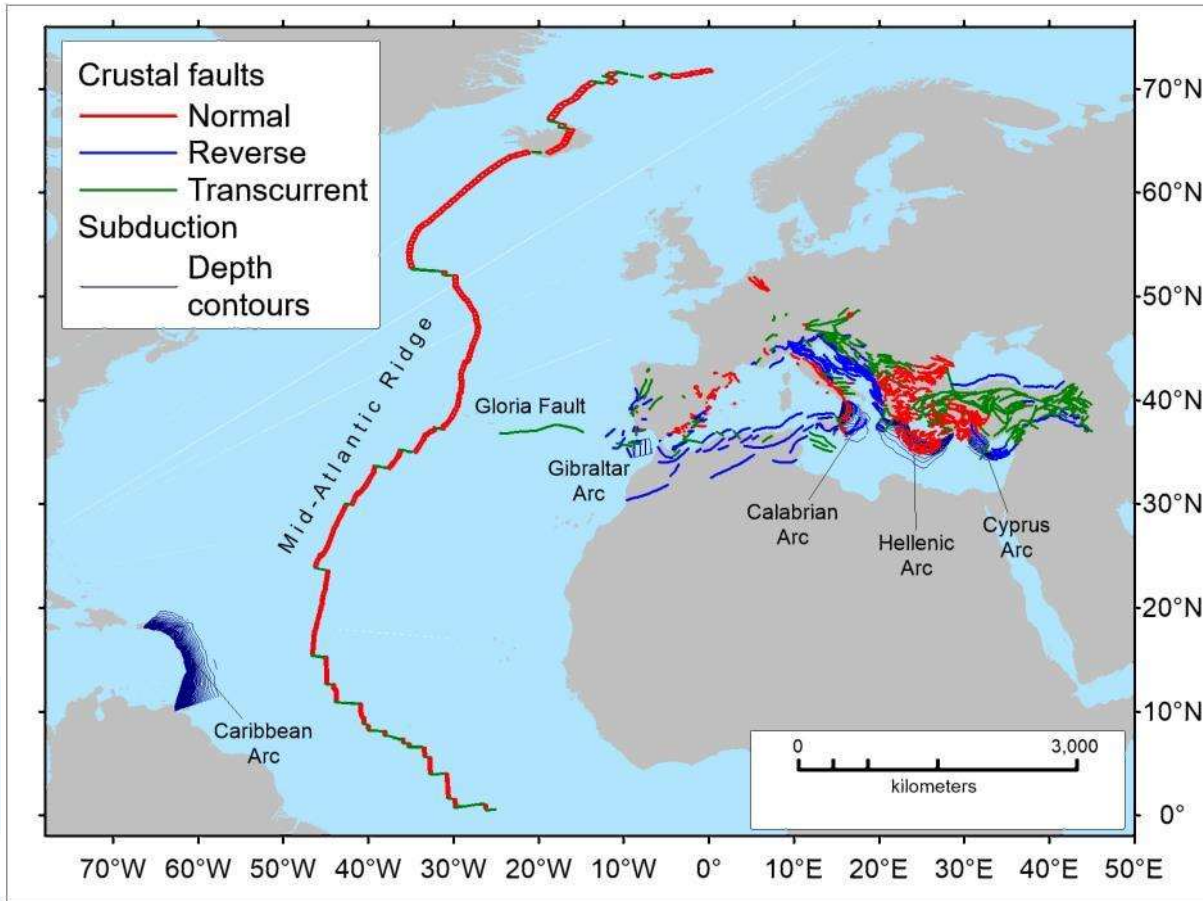 Crustal faults
Normal
Reverse
Transcurrent
Subduction
Depth
contours
Mid-Atlantic Ridge
Gloria Fault
Gibraltar
Arc
Calabrian
Arc
Hellenic
Arc
Cyprus
Arc
Caribbean
Arc
0 3,000
kilometers
70°N
60°N
50°N
40°N
30°N
20°N
10°N
0°
70°W 60°W 50°W 40°W 30°W 20°W 10°W 0° 10°E 20°E 30°E 40°E 50°E